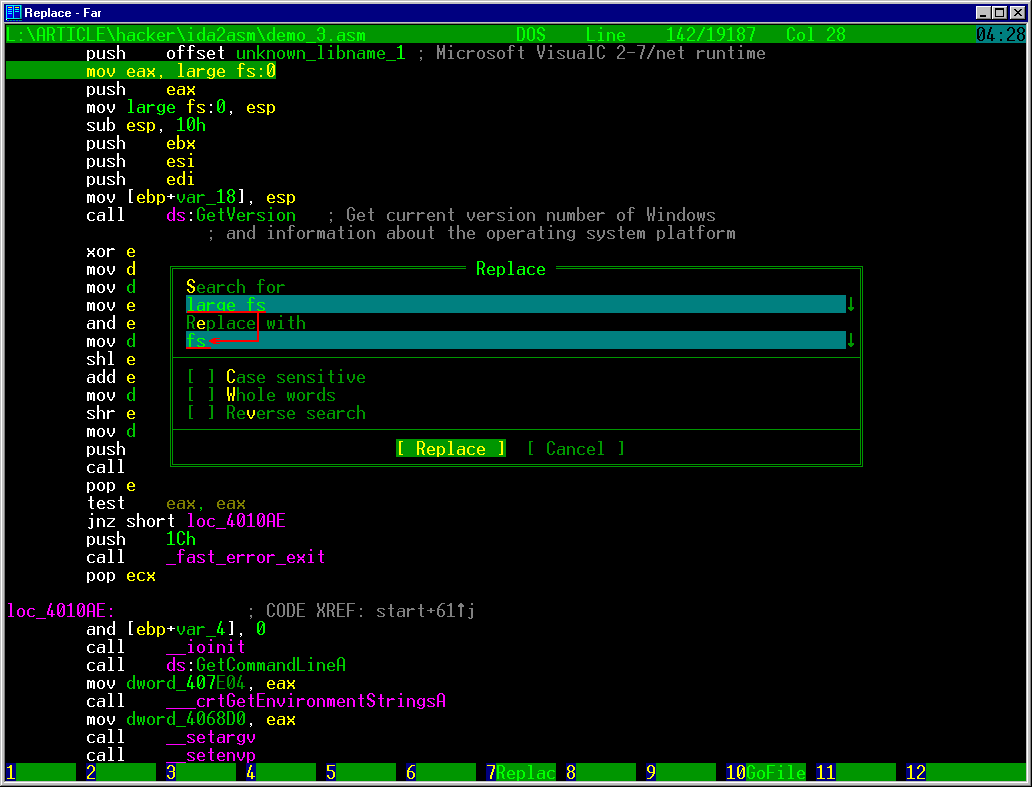 Replace - Far
L:\ARTICLE\hacker\ida2asm\demo_3.asm DOS Line 142/19187 Col 28 04:28
push offset unknown_libname_1 ; Microsoft VisualC 2-7/net runtime
mov eax, large fs:0
push eax
mov large fs:0, esp
sub esp, 10h
push ebx
push esi
push edi
mov [ebp+var_18], esp
call ds:GetVersion ; Get current version number of Windows
; and information about the operating system platform
xor e
mov d
mov d
mov e
and e
mov d
shl e
add e
mov d
shr e
mov d
push
call
pop e
Replace
Search for
large fs
Replace with
fs
[ ] Case sensitive
[ ] Whole words
[ ] Reverse search
[ Replace ] [ Cancel ]
test eax, eax
jnz short loc_4010AE
push 1Ch
call _fast_error_exit
pop ecx
loc_4010AE: ; CODE XREF: start+61↑j
and [ebp+var_4], 0
call __ioinit
call ds:GetCommandLineA
mov dword_407E04, eax
call ___crtGetEnvironmentStringsA
mov dword_4068D0, eax
call __setargv
call __setenvp
1 2 3 4 5 6 7Replac 8 9 10GoFile 11 12